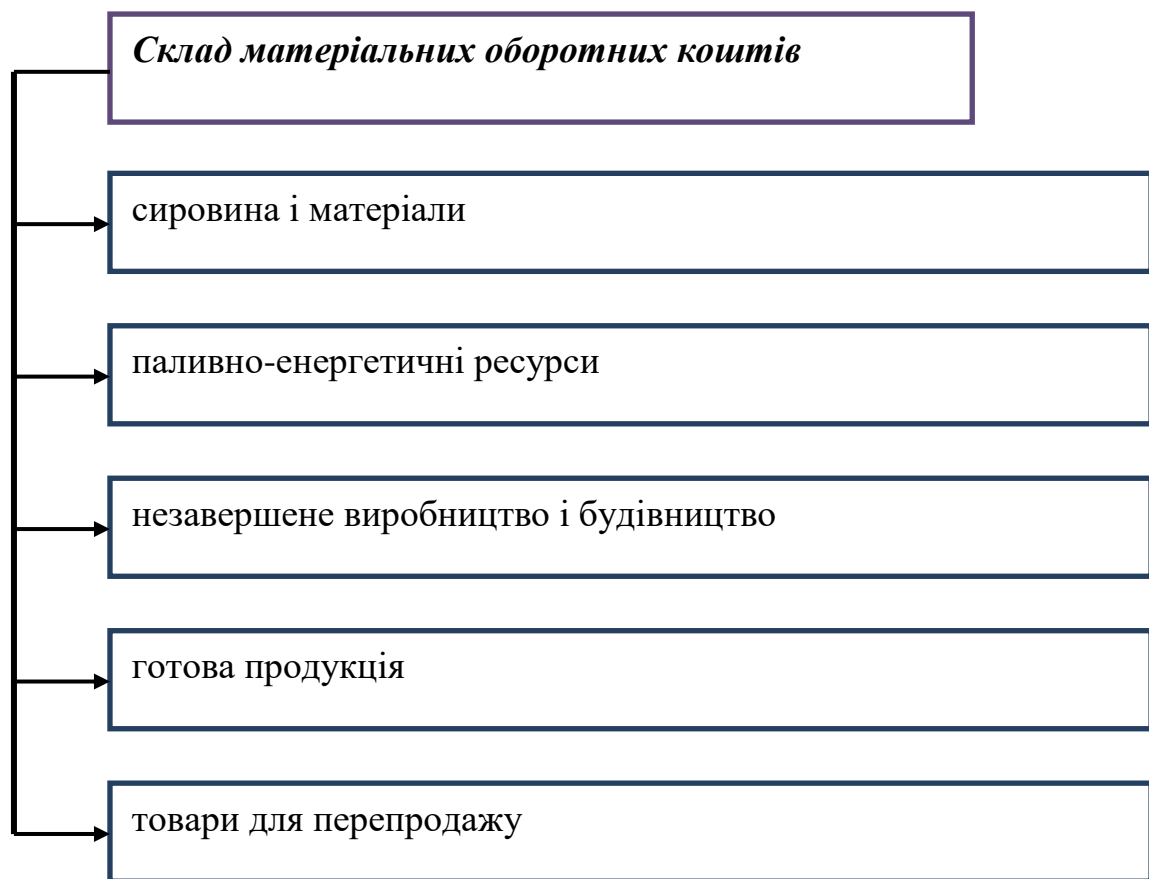 Склад матеріальних оборотних коштів
сировина і матеріали
паливно-енергетичні ресурси
незавершене виробництво і будівництво
готова продукція
товари для перепродажу